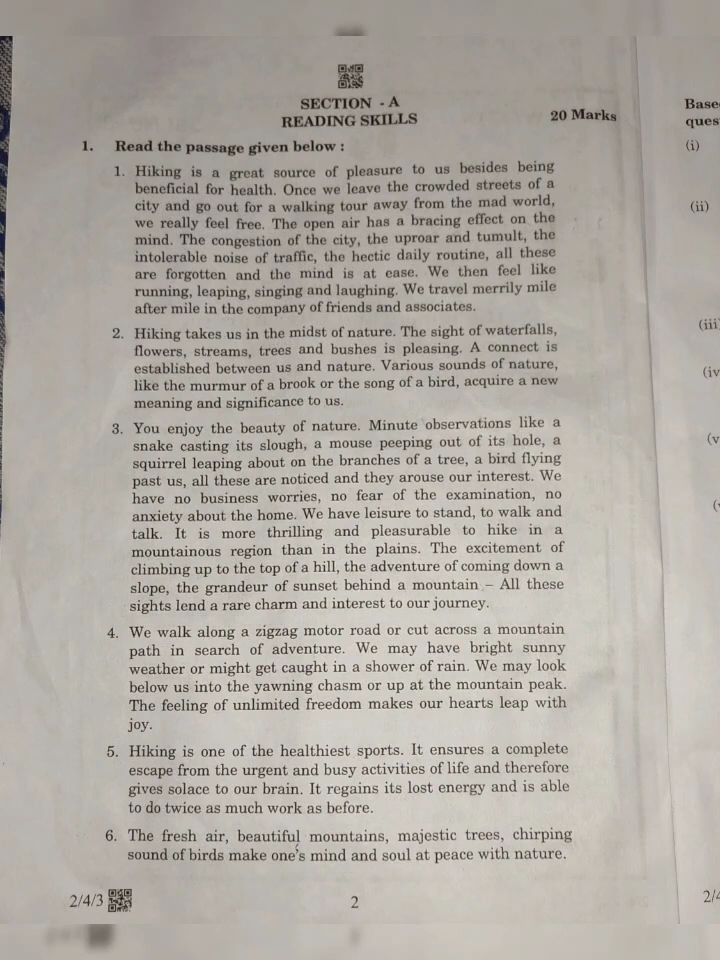 SECTION - A
READING SKILLS
20 Marks
1. Read the passage given below :
1. Hiking is a great source of pleasure to us besides being
beneficial for health. Once we leave the crowded streets of a
city and go out for a walking tour away from the mad world,
we really feel free. The open air has a bracing effect on the
mind. The congestion of the city, the uproar and tumult, the
intolerable noise of traffic, the hectic daily routine, all these
are forgotten and the mind is at ease. We then feel like
running, leaping, singing and laughing. We travel merrily mile
after mile in the company of friends and associates.
2. Hiking takes us in the midst of nature. The sight of waterfalls,
flowers, streams, trees and bushes is pleasing. A connect is
established between us and nature. Various sounds of nature,
like the murmur of a brook or the song of a bird, acquire a new
meaning and significance to us.
3. You enjoy the beauty of nature. Minute observations like a
snake casting its slough, a mouse peeping out of its hole, a
squirrel leaping about on the branches of a tree, a bird flying
past us, all these are noticed and they arouse our interest. We
have no business worries, no fear of the examination, no
anxiety about the home. We have leisure to stand, to walk and
talk. It is more thrilling and pleasurable to hike in a
mountainous region than in the plains. The excitement of
climbing up to the top of a hill, the adventure of coming down a
slope, the grandeur of sunset behind a mountain – All these
sights lend a rare charm and interest to our journey.
4. We walk along a zigzag motor road or cut across a mountain
path in search of adventure. We may have bright sunny
weather or might get caught in a shower of rain. We may look
below us into the yawning chasm or up at the mountain peak.
The feeling of unlimited freedom makes our hearts leap with
joy.
5. Hiking is one of the healthiest sports. It ensures a complete
escape from the urgent and busy activities of life and therefore
gives solace to our brain. It regains its lost energy and is able
to do twice as much work as before.
6. The fresh air, beautiful mountains, majestic trees, chirping
sound of birds make one's mind and soul at peace with nature.
2/4/3
2
(i)
(ii)